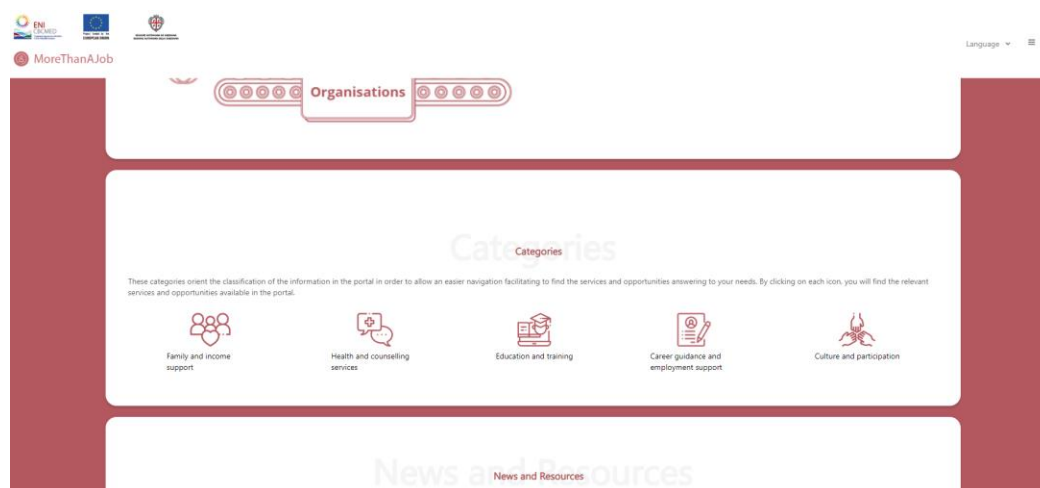 ENI
CBCMED
EUROPEAN UNION
MoreThanAJob
Language
Organisations
Categories
Categories
These categories orient the classification of the information in the portal in order to allow an easier navigation facilitating to find the services and opportunities answering to your needs. By clicking on each icon, you will find the relevant
services and opportunities available in the portal.
Family and income
support
Health and counselling
services
Education and training
Career guidance and
employment support
Culture and participation
News and Resources
News and Resources